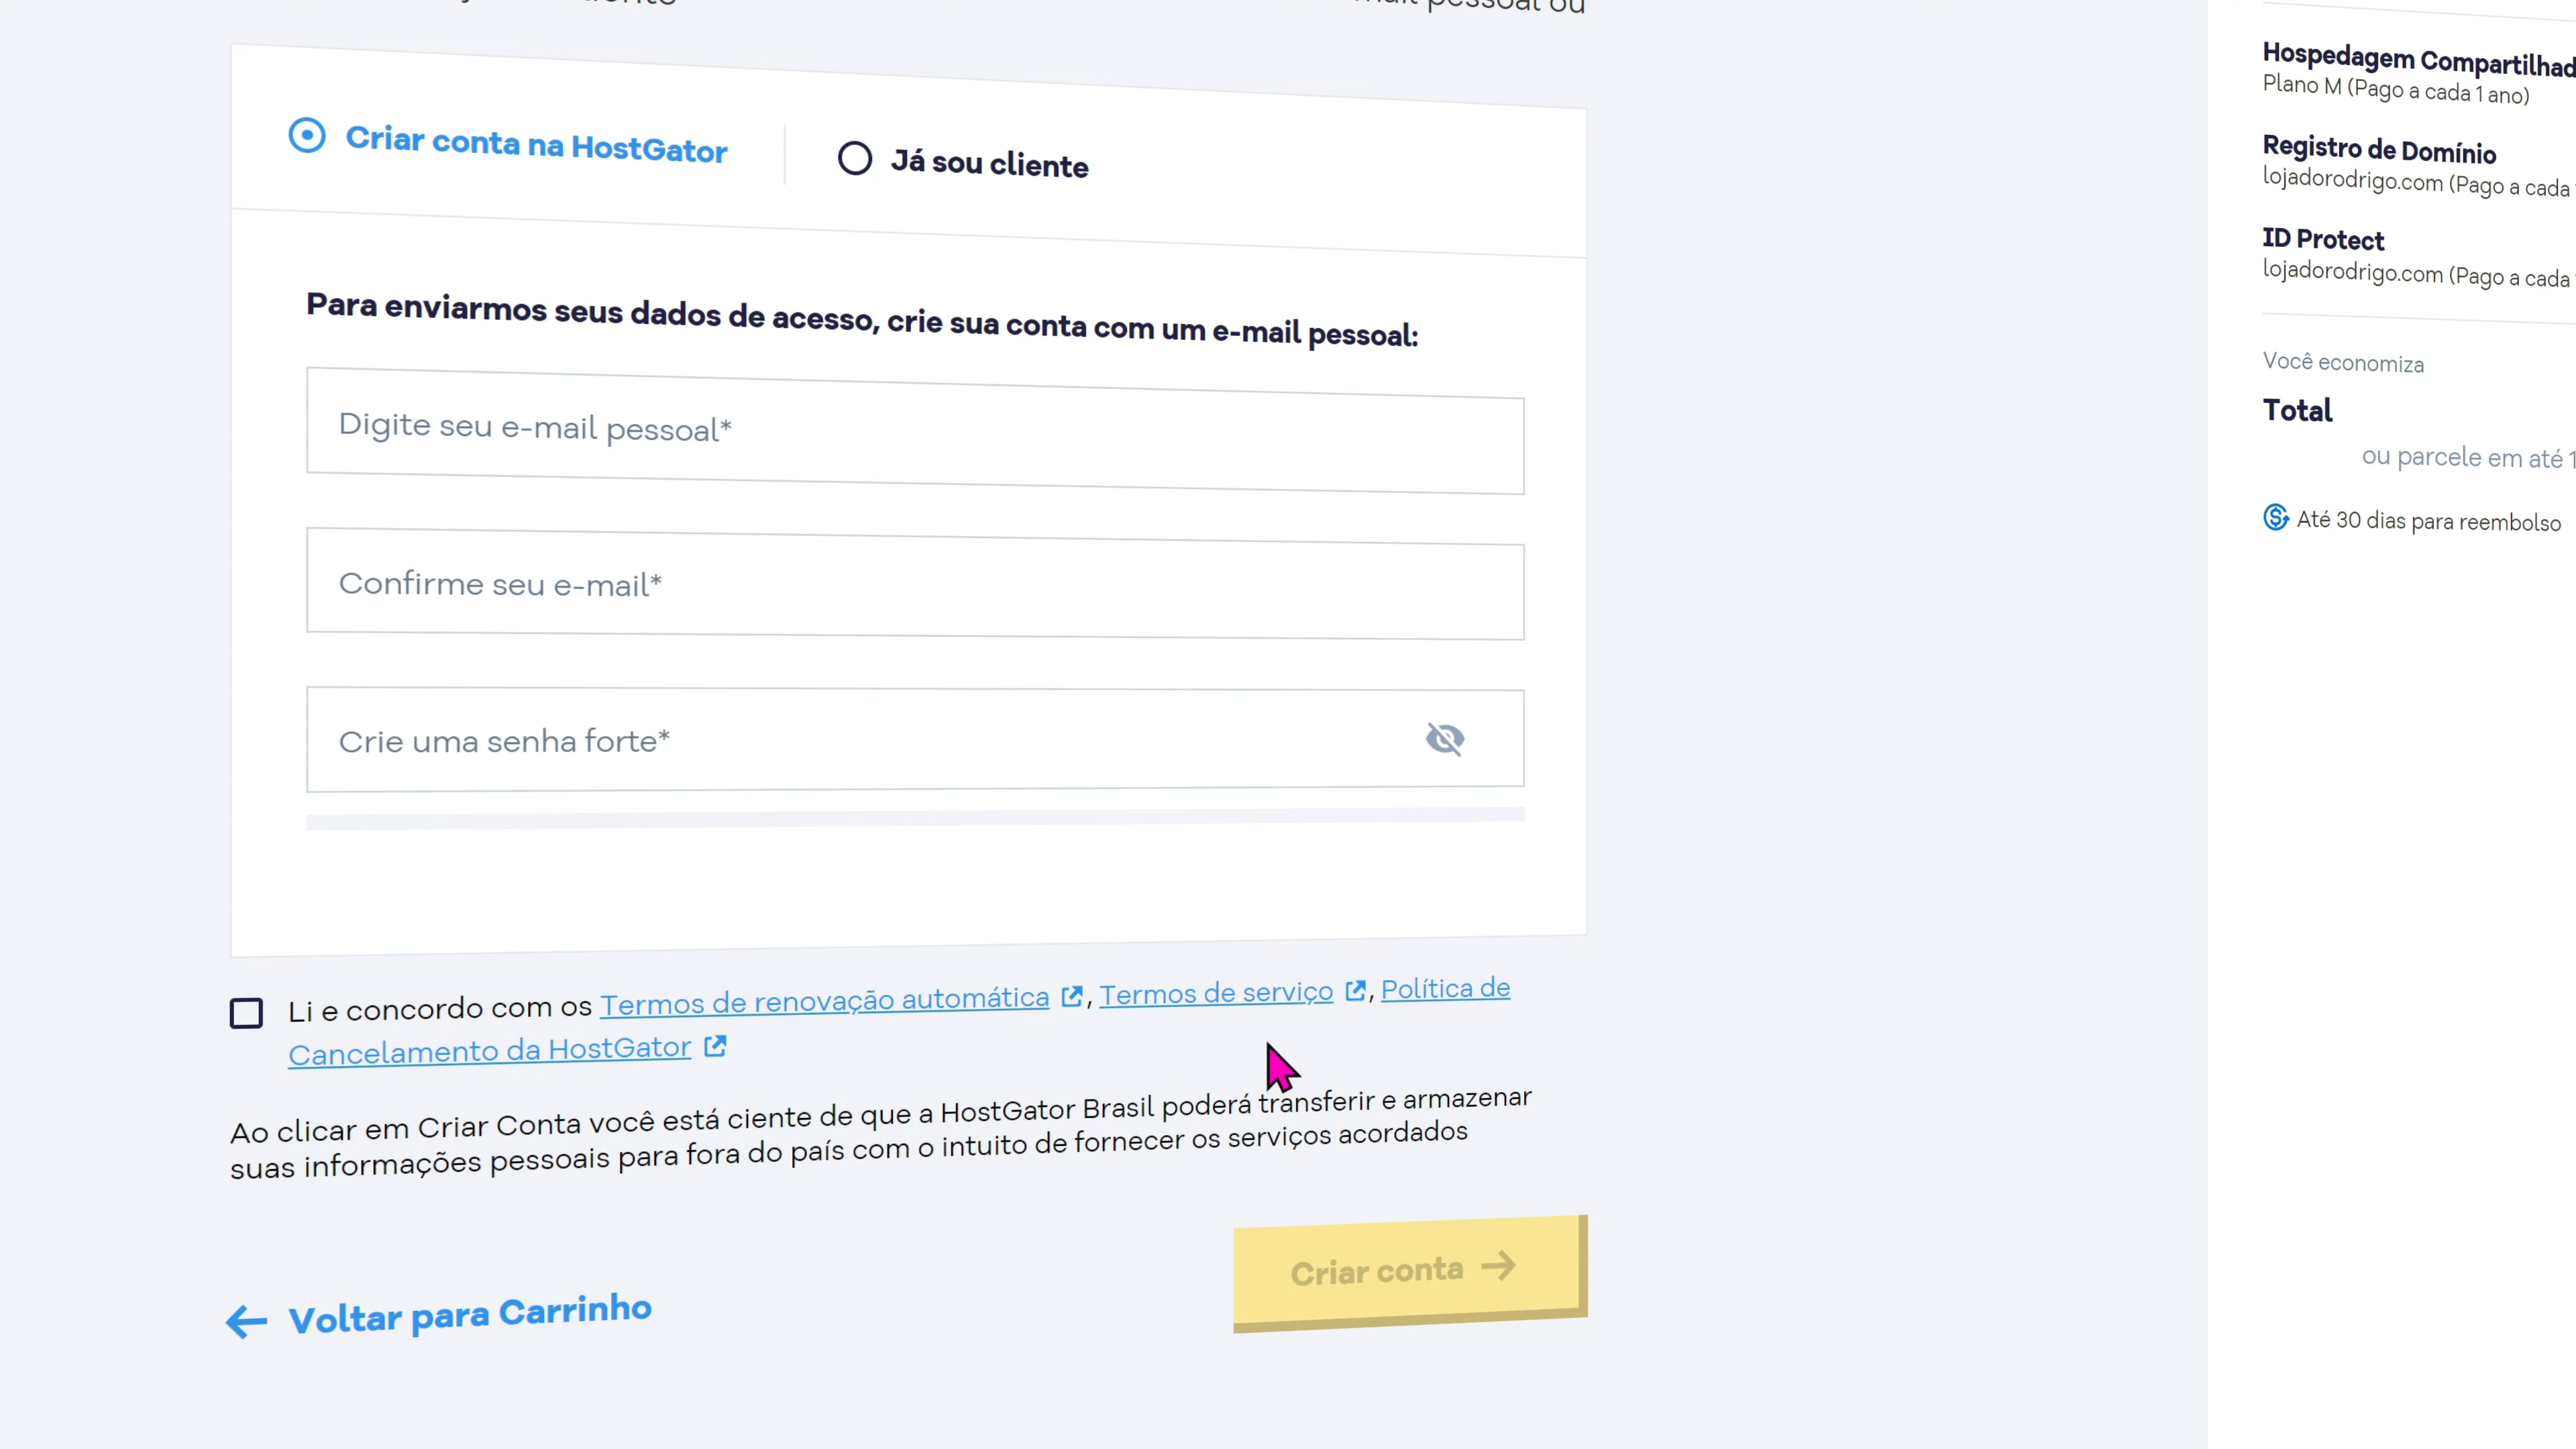 pessoal ou
Criar conta na HostGator
Já sou cliente
Para enviarmos seus dados de acesso, crie sua conta com um e-mail pessoal:
Digite seu e-mail pessoal*
Confirme seu e-mail*
Crie uma senha forte*
Li e concordo com os Termos de renovação automática , Termos de serviço , Política de
Cancelamento da HostGator
Ao clicar em Criar Conta você está ciente de que a HostGator Brasil poderá transferir e armazenar
suas informações pessoais para fora do país com o intuito de fornecer os serviços acordados
Criar conta
Voltar para Carrinho
Hospedagem Compartilhad
Plano M (Pago a cada 1 ano)
Registro de Domínio
lojadorodrigo.com (Pago a cada
ID Protect
lojadorodrigo.com (Pago a cada
Você economiza
Total
ou parcele em até 1
Até 30 dias para reembolso